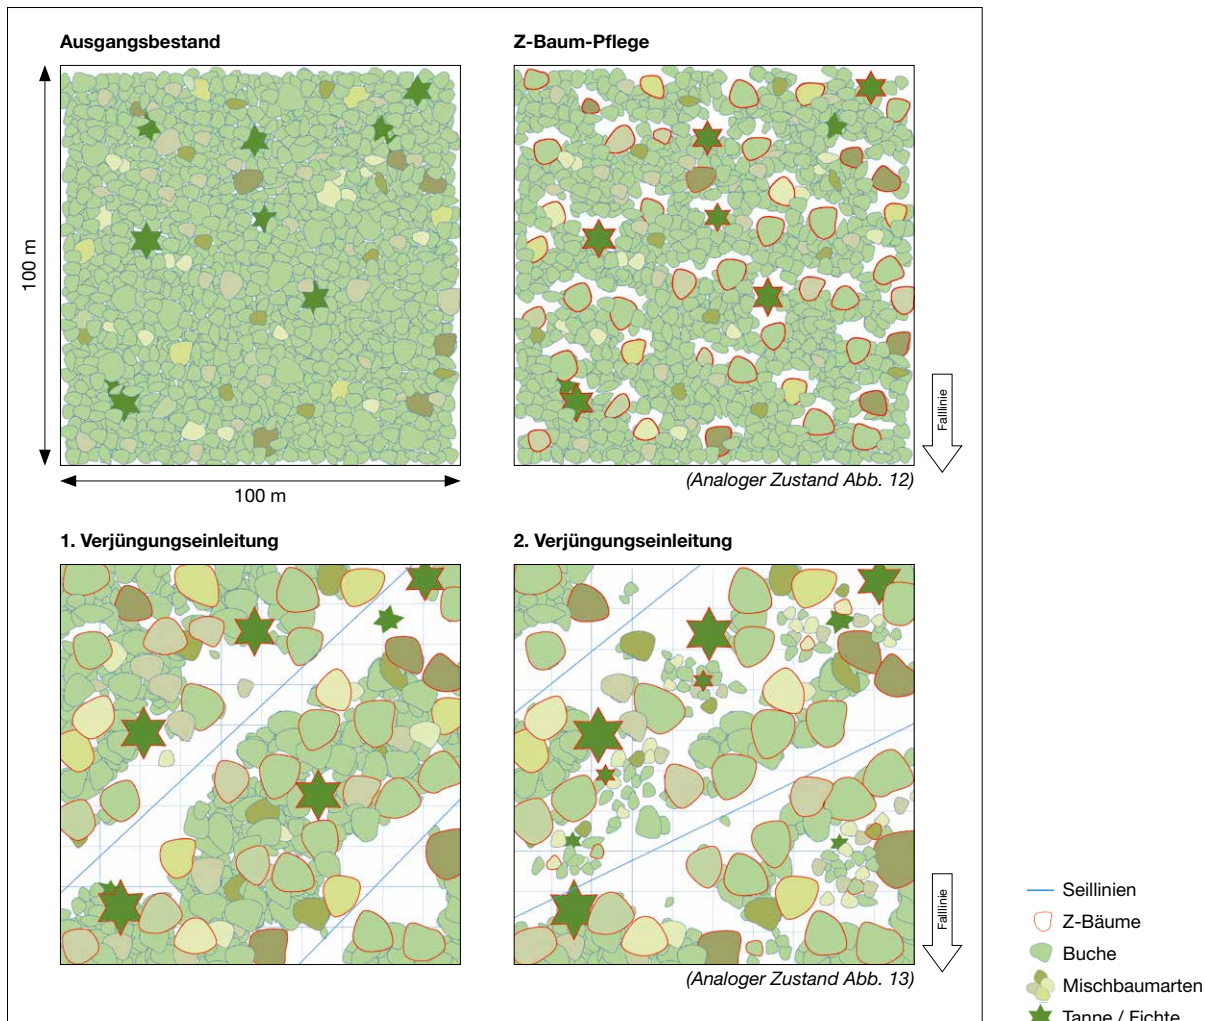 Ausgangsbestand
Z-Baum-Pflege
100 m
100 m
Falllinie
(Analoger Zustand Abb. 12)
1. Verjüngungseinleitung
2. Verjüngungseinleitung
Falllinie
(Analoger Zustand Abb. 13)
Seillinien
Z-Bäume
Buche
Mischbaumarten
Tanne / Fichte